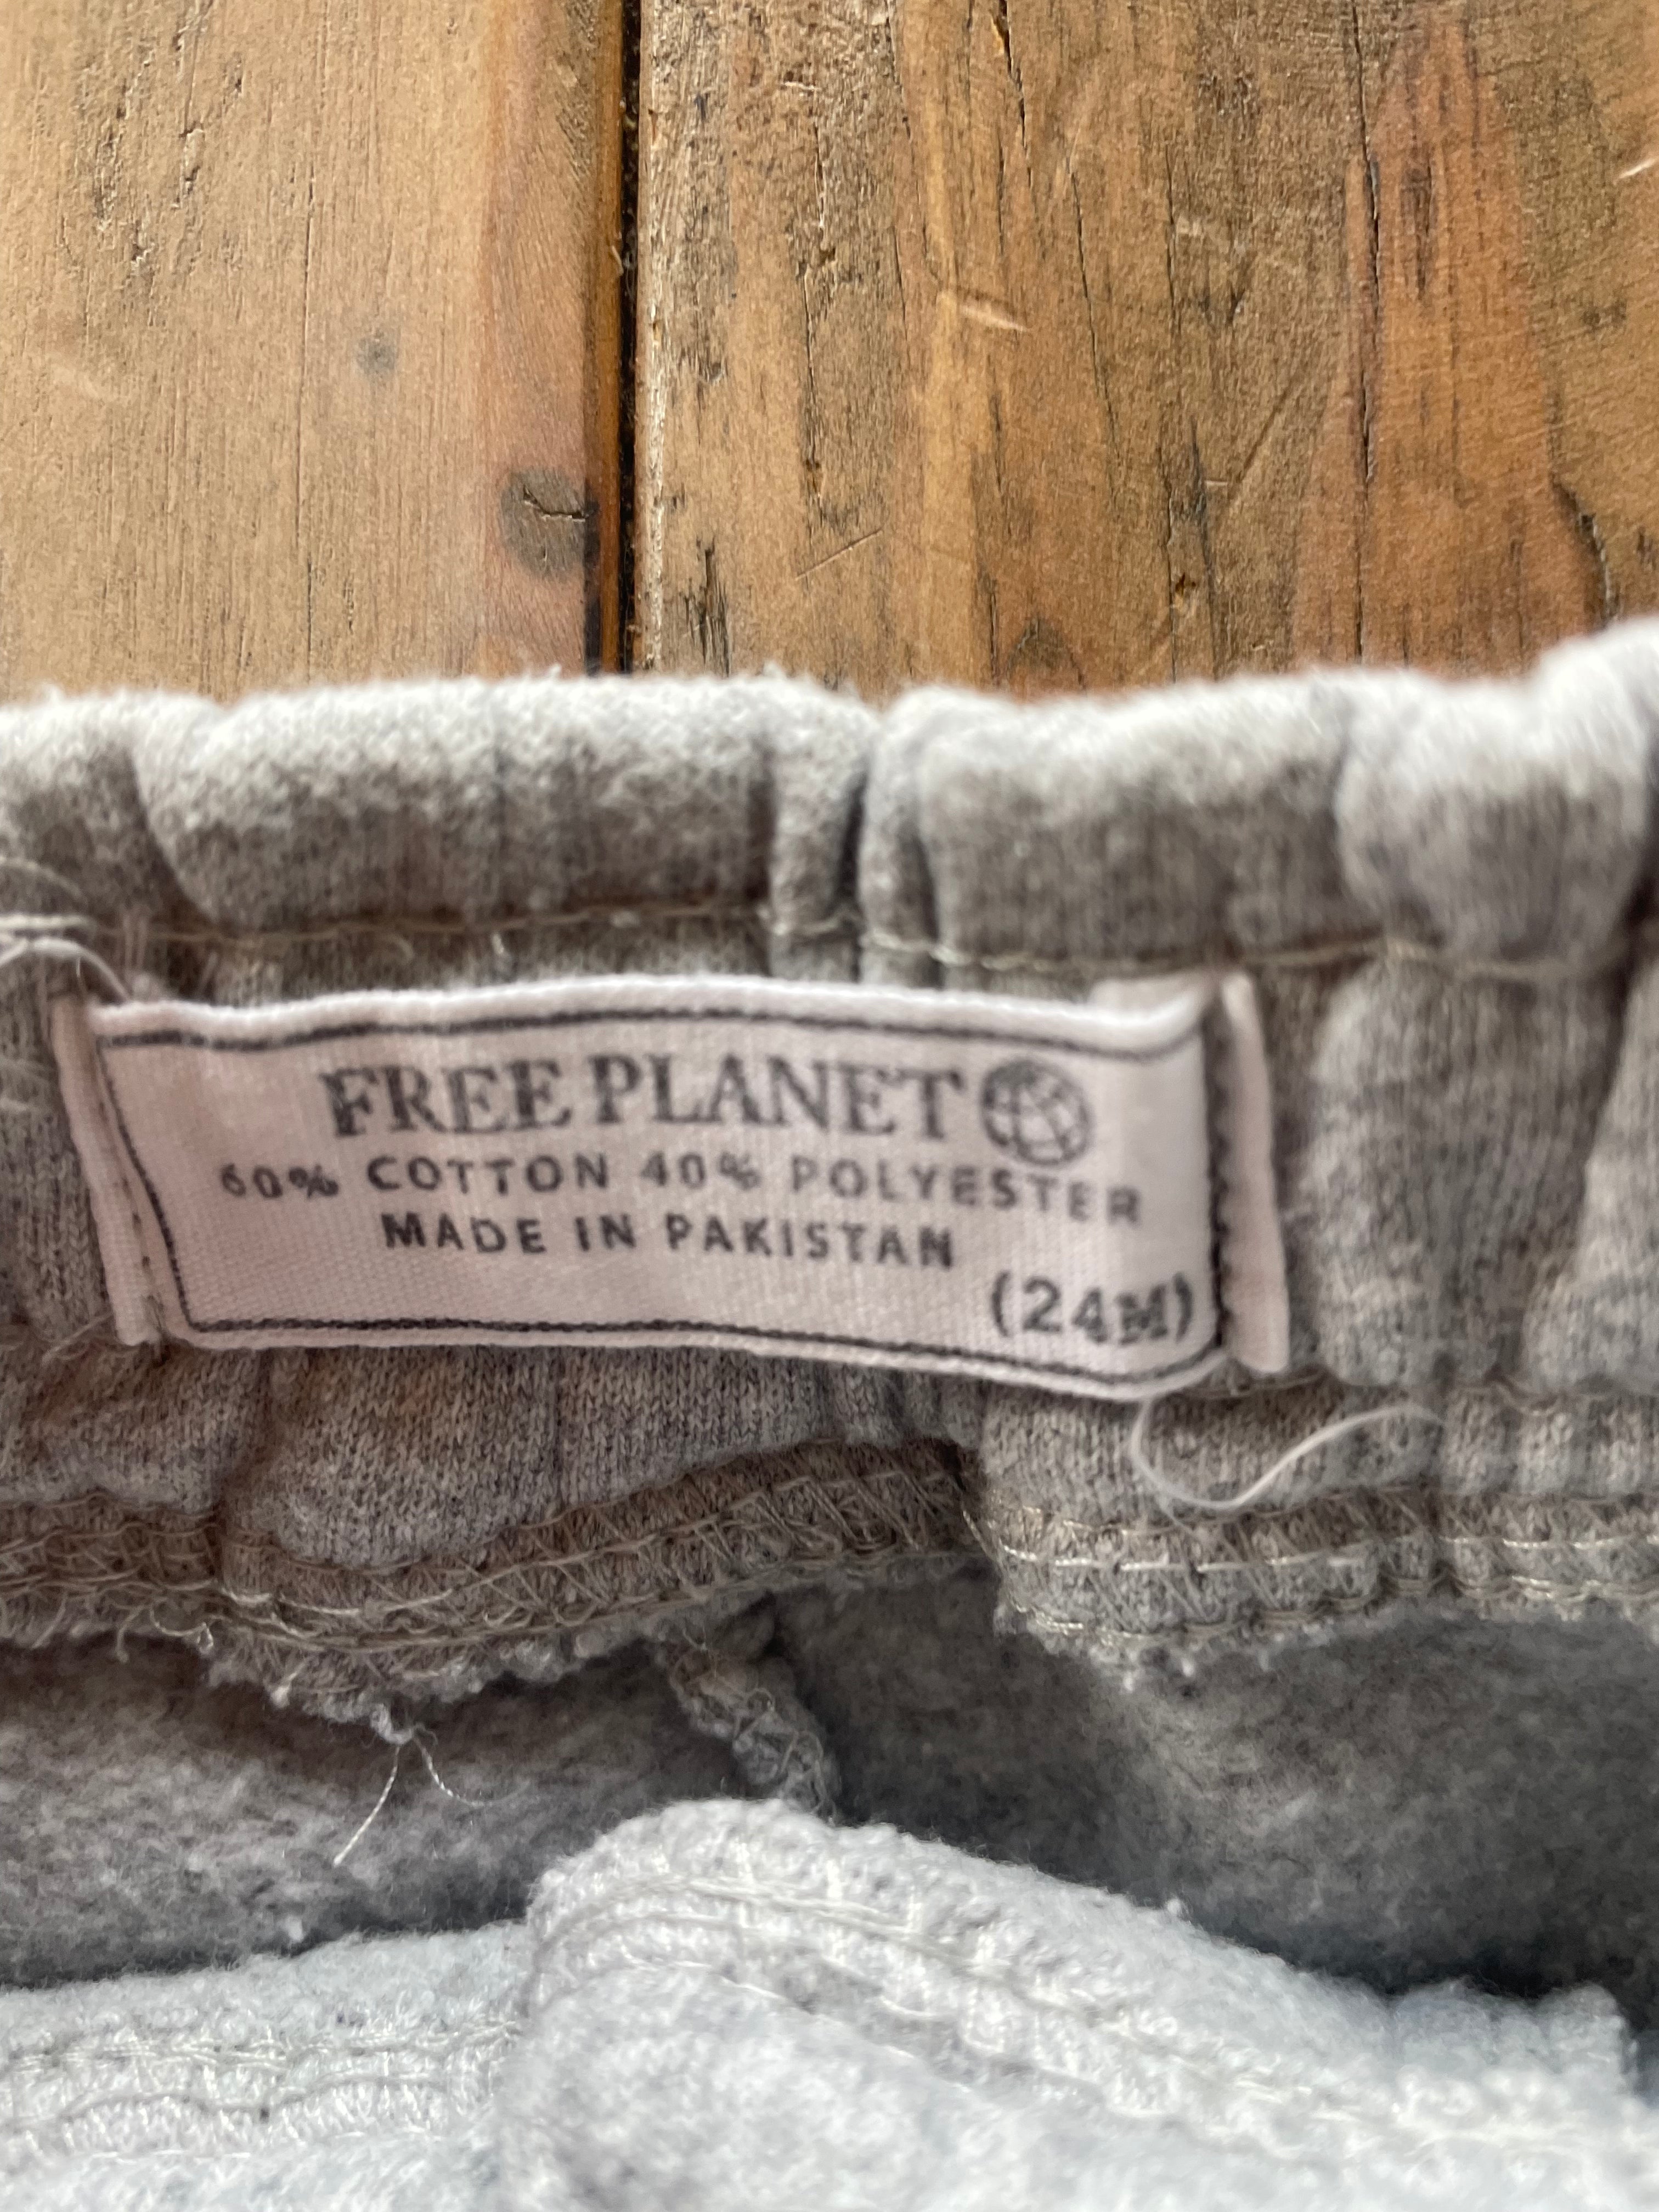 FREE PLANET
60% COTTON 40% POLYESTER
MADE IN PAKISTAN
(24M)